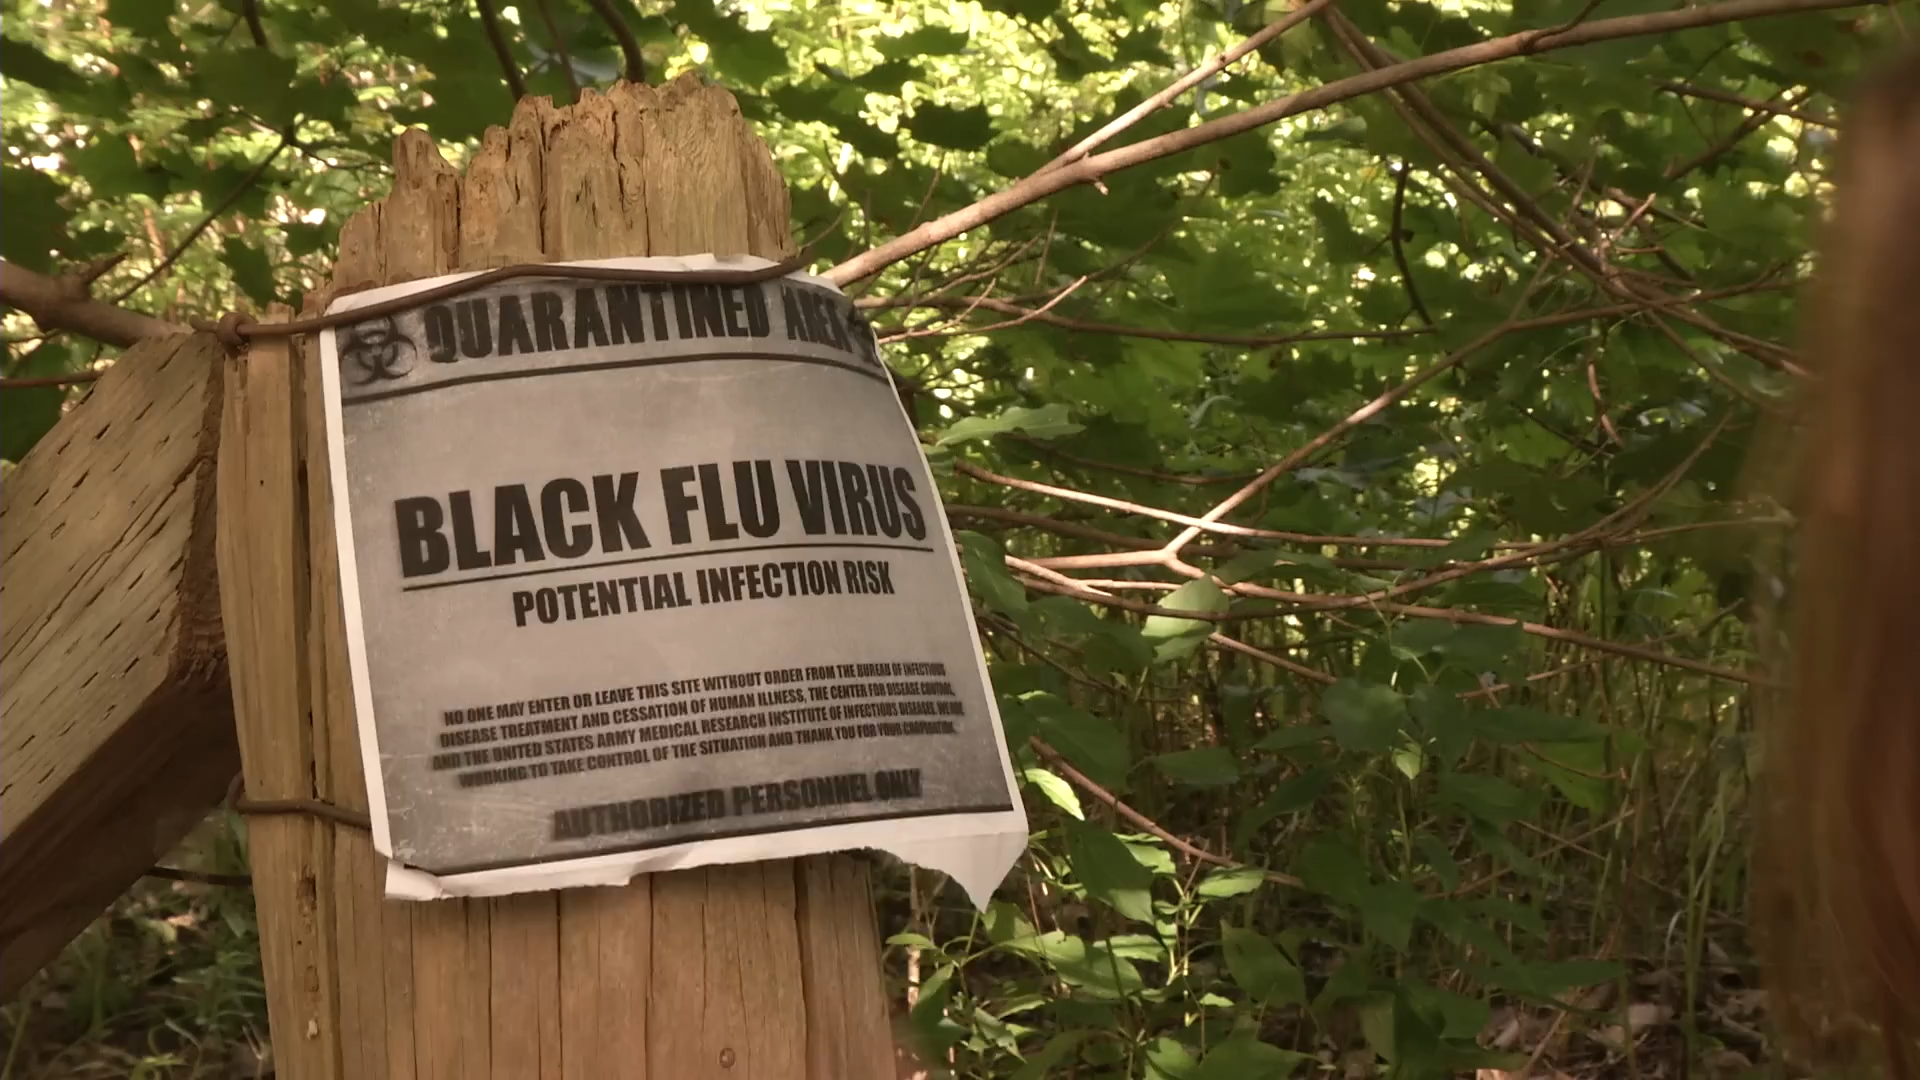 QUARANTINED AREA
BLACK FLU VIRUS
POTENTIAL INFECTION RISK
NO ONE MAY ENTER OR LEAVE THIS SITE WITHOUT ORDER FROM THE BUREAU OF INFECTIOUS
DISEASE TREATMENT AND CESSATION OF HUMAN ILLNESS, THE CENTER FOR DISEASE CONTROL,
AND THE UNITED STATES ARMY MEDICAL RESEARCH INSTITUTE OF INFECTIOUS DISEASES. WE ARE
WORKING TO TAKE CONTROL OF THE SITUATION AND THANK YOU FOR YOUR COOPERATION.
AUTHORIZED PERSONNEL ONLY